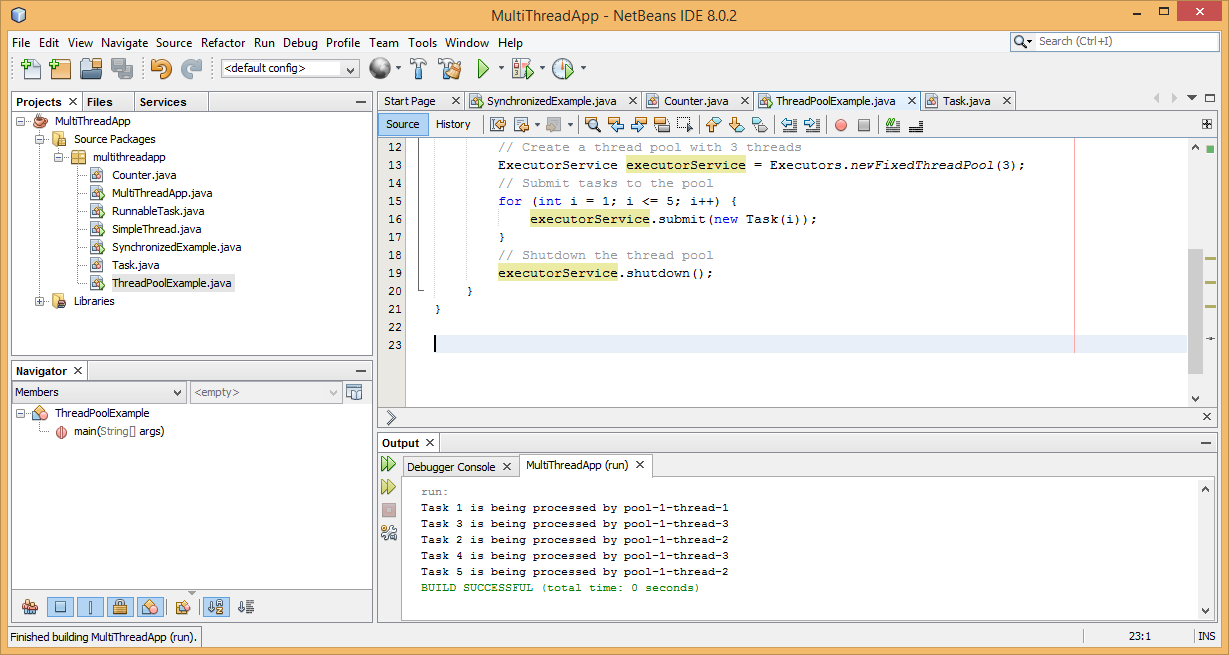 MultiThreadApp - NetBeans IDE 8.0.2
File Edit View Navigate Source Refactor Run Debug Profile Team Tools Window Help
Search (Ctrl+I)
<default config>
Projects Files Services
MultiThreadApp
Source Packages
multithreadapp
Counter.java
MultiThreadApp.java
RunnableTask.java
SimpleThread.java
SynchronizedExample.java
Task.java
ThreadPoolExample.java
Libraries
Navigator
Members <empty>
ThreadPoolExample
main(String[] args)
Start Page SynchronizedExample.java Counter.java ThreadPoolExample.java Task.java
Source History
12 // Create a thread pool with 3 threads
13 ExecutorService executorService = Executors.newFixedThreadPool(3);
14 // Submit tasks to the pool
15 for (int i = 1; i <= 5; i++) {
16 executorService.submit(new Task(i));
17 }
18 // Shutdown the thread pool
19 executorService.shutdown();
20 }
21 }
22
23
Output
Debugger Console MultiThreadApp (run)
run:
Task 1 is being processed by pool-1-thread-1
Task 3 is being processed by pool-1-thread-3
Task 2 is being processed by pool-1-thread-2
Task 4 is being processed by pool-1-thread-3
Task 5 is being processed by pool-1-thread-2
BUILD SUCCESSFUL (total time: 0 seconds)
Finished building MultiThreadApp (run).
23:1 INS